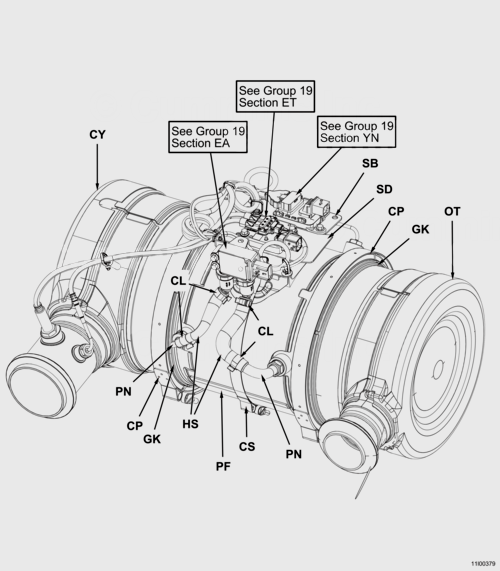 See Group 19
Section ET
See Group 19
Section EA
See Group 19
Section YN
CY
SB
SD
CP
OT
GK
CL
CL
PN
CP
GK
HS
CS
PN
PF
11I00379